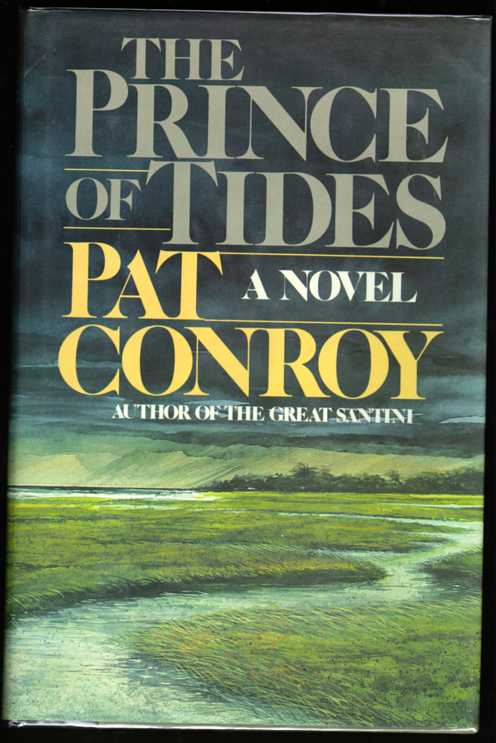 THE
PRINCE
OF TIDES
PAT
A NOVEL
CONROY
AUTHOR OF THE GREAT SANTINI